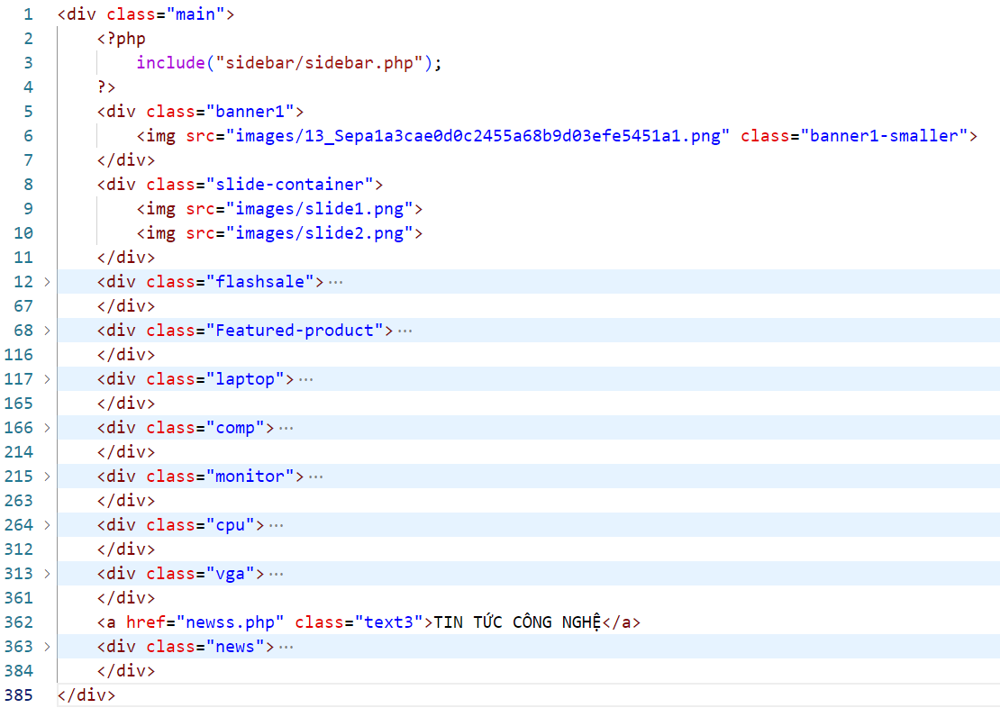 1 <div class="main">
2 <?php
3 include("sidebar/sidebar.php");
4 ?>
5 <div class="banner1">
6 <img src="images/13_Sepa1a3cae0d0c2455a68b9d03efe5451a1.png" class="banner1-smaller">
7 </div>
8 <div class="slide-container">
9 <img src="images/slide1.png">
10 <img src="images/slide2.png">
11 </div>
12 > <div class="flashsale">···
67 </div>
68 > <div class="Featured-product">···
116 </div>
117 > <div class="laptop">···
165 </div>
166 > <div class="comp">···
214 </div>
215 > <div class="monitor">···
263 </div>
264 > <div class="cpu">···
312 </div>
313 > <div class="vga">···
361 </div>
362 <a href="newss.php" class="text3">TIN TỨC CÔNG NGHỆ</a>
363 > <div class="news">···
384 </div>
385 </div>